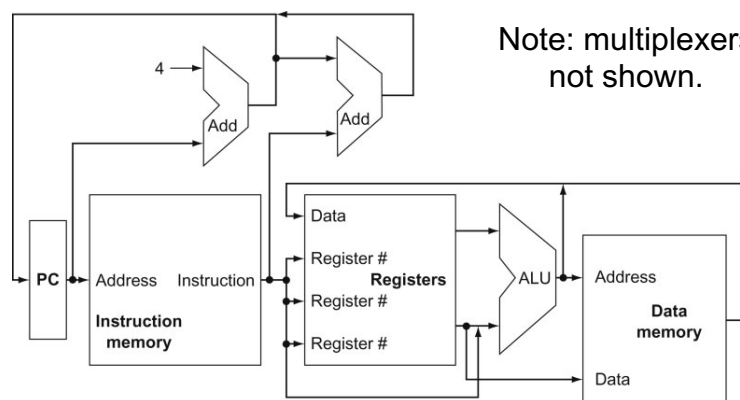 Note: multiplexers
not shown.
4
Add
Add
Data
Register #
Register #
Register #
Registers
PC
Address
Instruction
Instruction
memory
ALU
Address
Data
memory
Data